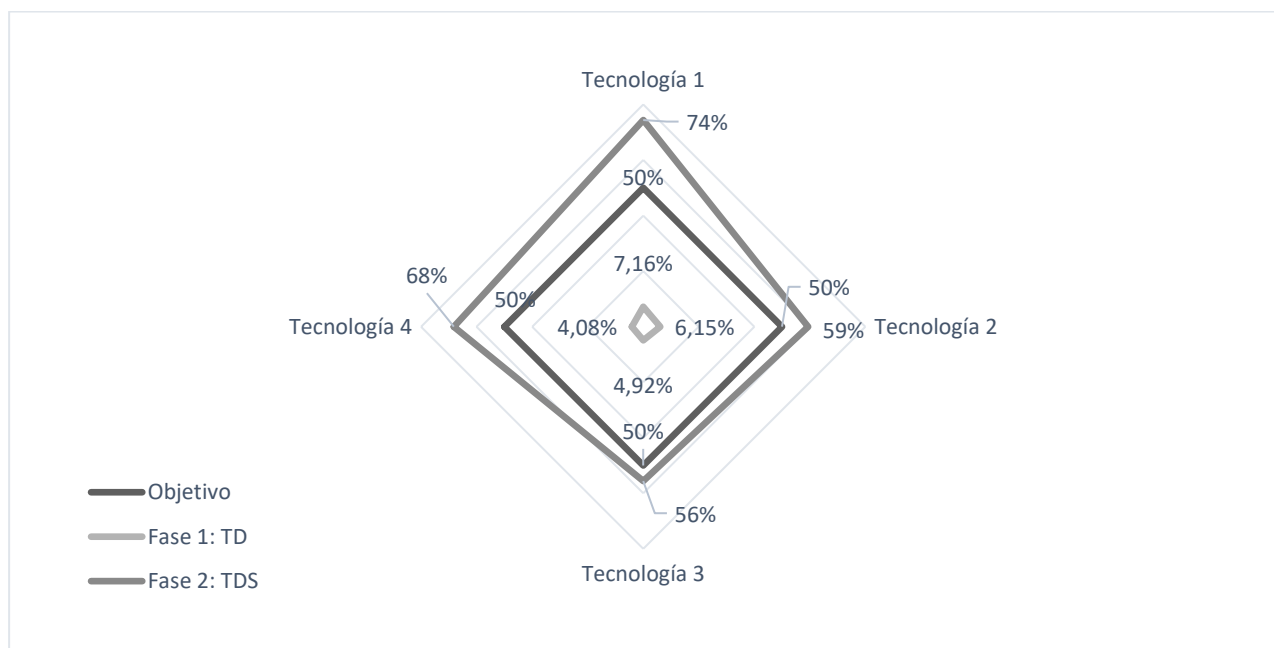 Tecnología 1
74%
50%
7,16%
68%
50%
50%
Tecnología 4
4,08%
6,15%
59%
Tecnología 2
4,92%
50%
56%
Tecnología 3
Objetivo
Fase 1: TD
Fase 2: TDS